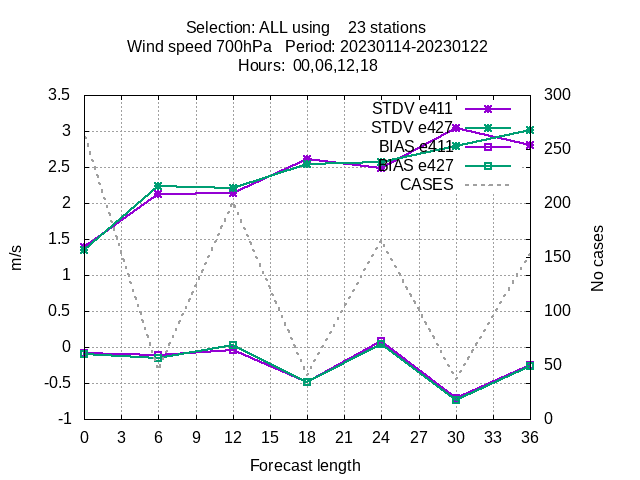 Selection: ALL using 23 stations
Wind speed 700hPa Period: 20230114-20230122
Hours: 00,06,12,18
3.5
3
2.5
2
1.5
1
0.5
0
-0.5
-1
m/s
300
250
200
150
100
50
0
No cases
STDV e411
STDV e427
BIAS e411
BIAS e427
CASES
0 3 6 9 12 15 18 21 24 27 30 33 36
Forecast length